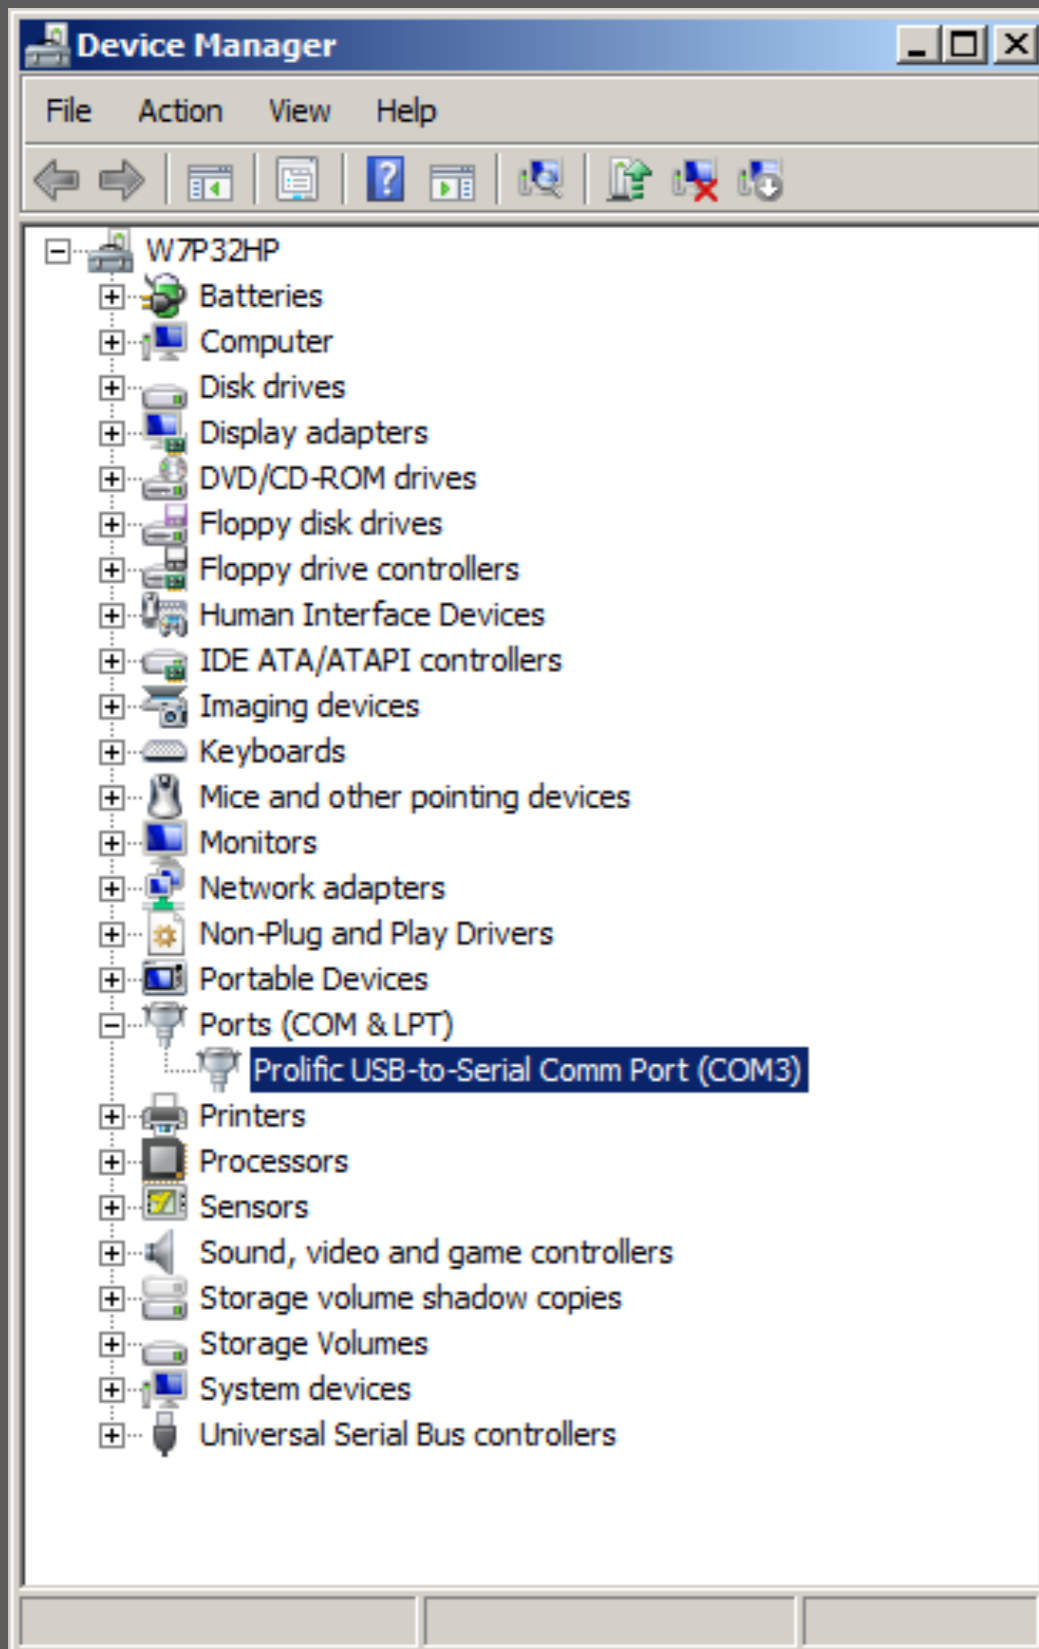 Device Manager
File Action View Help
W7P32HP
Batteries
Computer
Disk drives
Display adapters
DVD/CD-ROM drives
Floppy disk drives
Floppy drive controllers
Human Interface Devices
IDE ATA/ATAPI controllers
Imaging devices
Keyboards
Mice and other pointing devices
Monitors
Network adapters
Non-Plug and Play Drivers
Portable Devices
Ports (COM & LPT)
Prolific USB-to-Serial Comm Port (COM3)
Printers
Processors
Sensors
Sound, video and game controllers
Storage volume shadow copies
Storage Volumes
System devices
Universal Serial Bus controllers